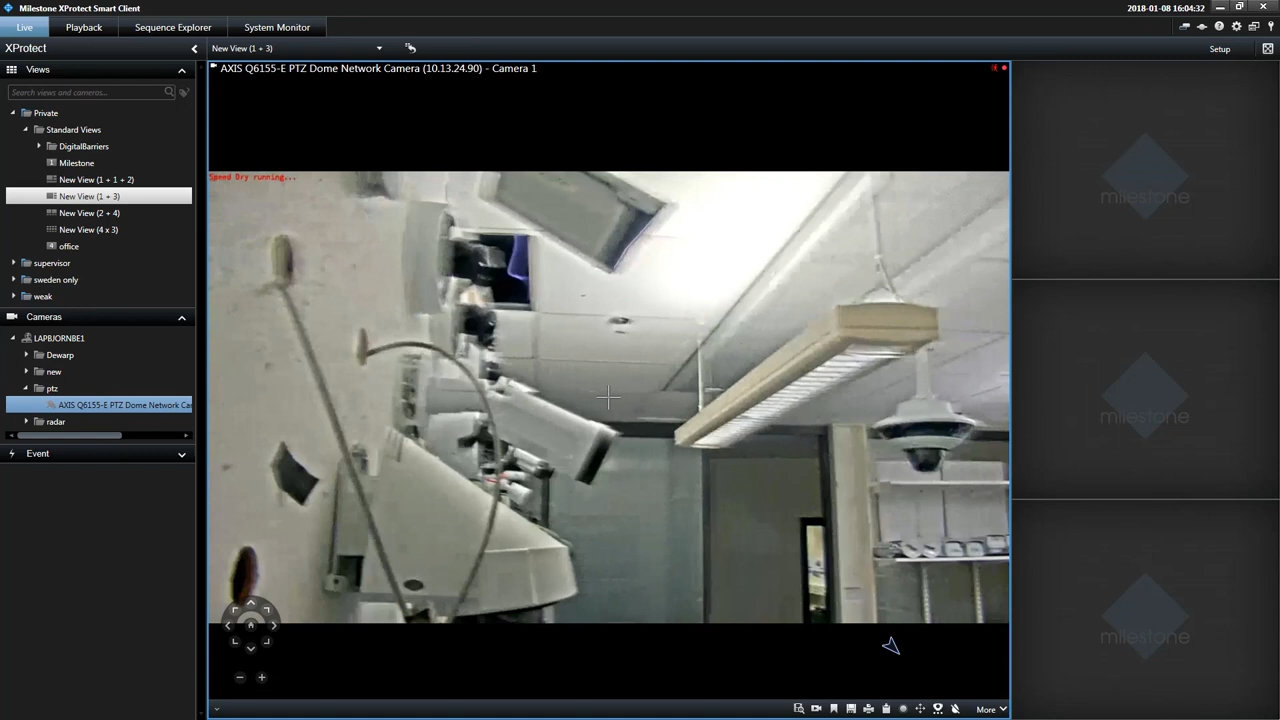 Milestone XProtect Smart Client
2018-01-08 16:04:32
Live
Playback
Sequence Explorer
System Monitor
XProtect
New View (1 + 3)
Setup
Views
AXIS Q6155-E PTZ Dome Network Camera (10.13.24.90) - Camera 1
Search views and cameras...
Private
Standard Views
DigitalBarriers
Milestone
New View (1 + 1 + 2)
New View (1 + 3)
New View (2 + 4)
New View (4 x 3)
office
supervisor
sweden only
weak
Speed Dry running...
Cameras
LAPBJORNBE1
Dewarp
new
ptz
AXIS Q6155-E PTZ Dome Network Car
radar
Event
milestone
milestone
milestone
More